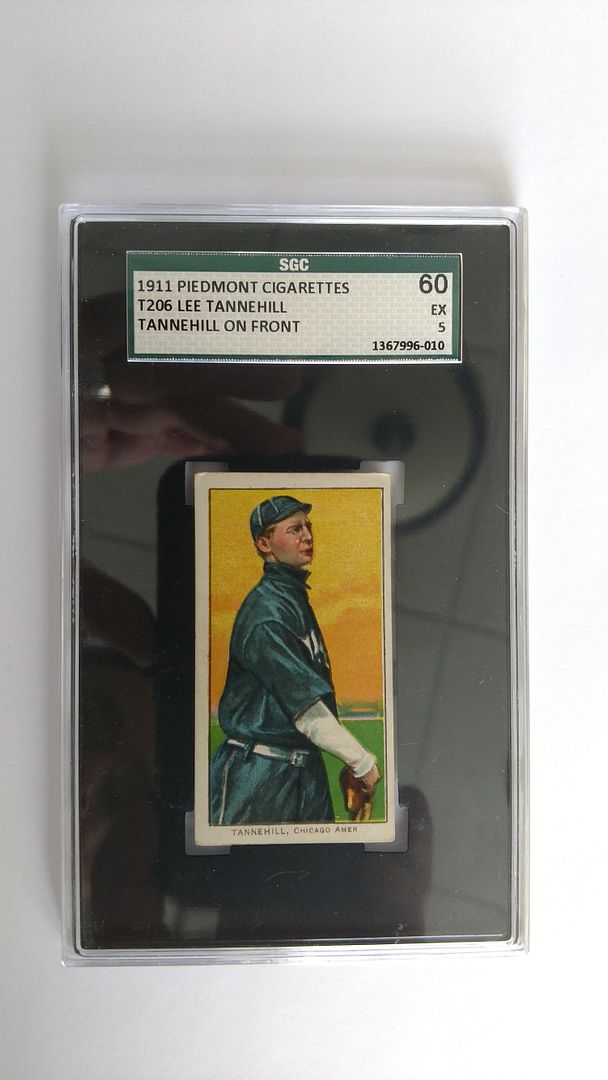 SGC
1911 PIEDMONT CIGARETTES 60
T206 LEE TANNEHILL EX
TANNEHILL ON FRONT 5
1367996-010
TANNEHILL, CHICAGO AMER